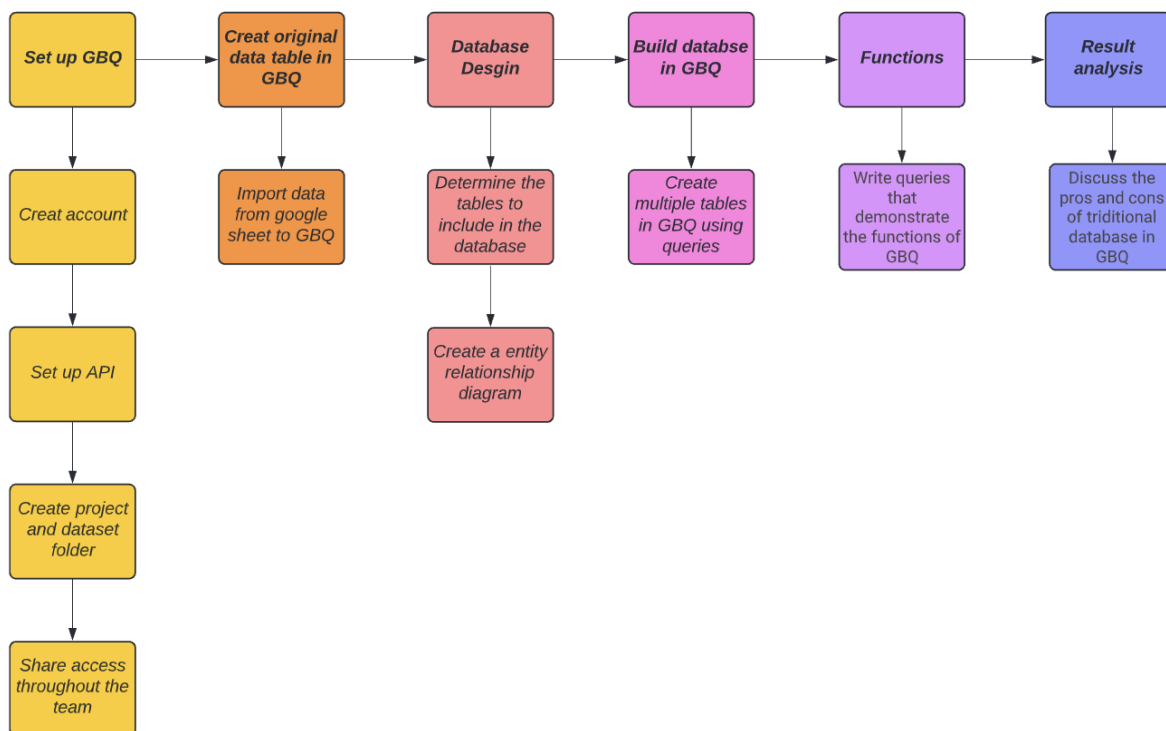 Set up GBQ
Creat original
data table in
GBQ
Database
Desgin
Build databse
in GBQ
Functions
Result
analysis
Creat account
Import data
from google
sheet to GBQ
Determine the
tables to
include in the
database
Create
multiple tables
in GBQ using
queries
Write queries
that
demonstrate
the functions of
GBQ
Discuss the
pros and cons
of triditional
database in
GBQ
Set up API
Create a entity
relationship
diagram
Create project
and dataset
folder
Share access
throughout the
team